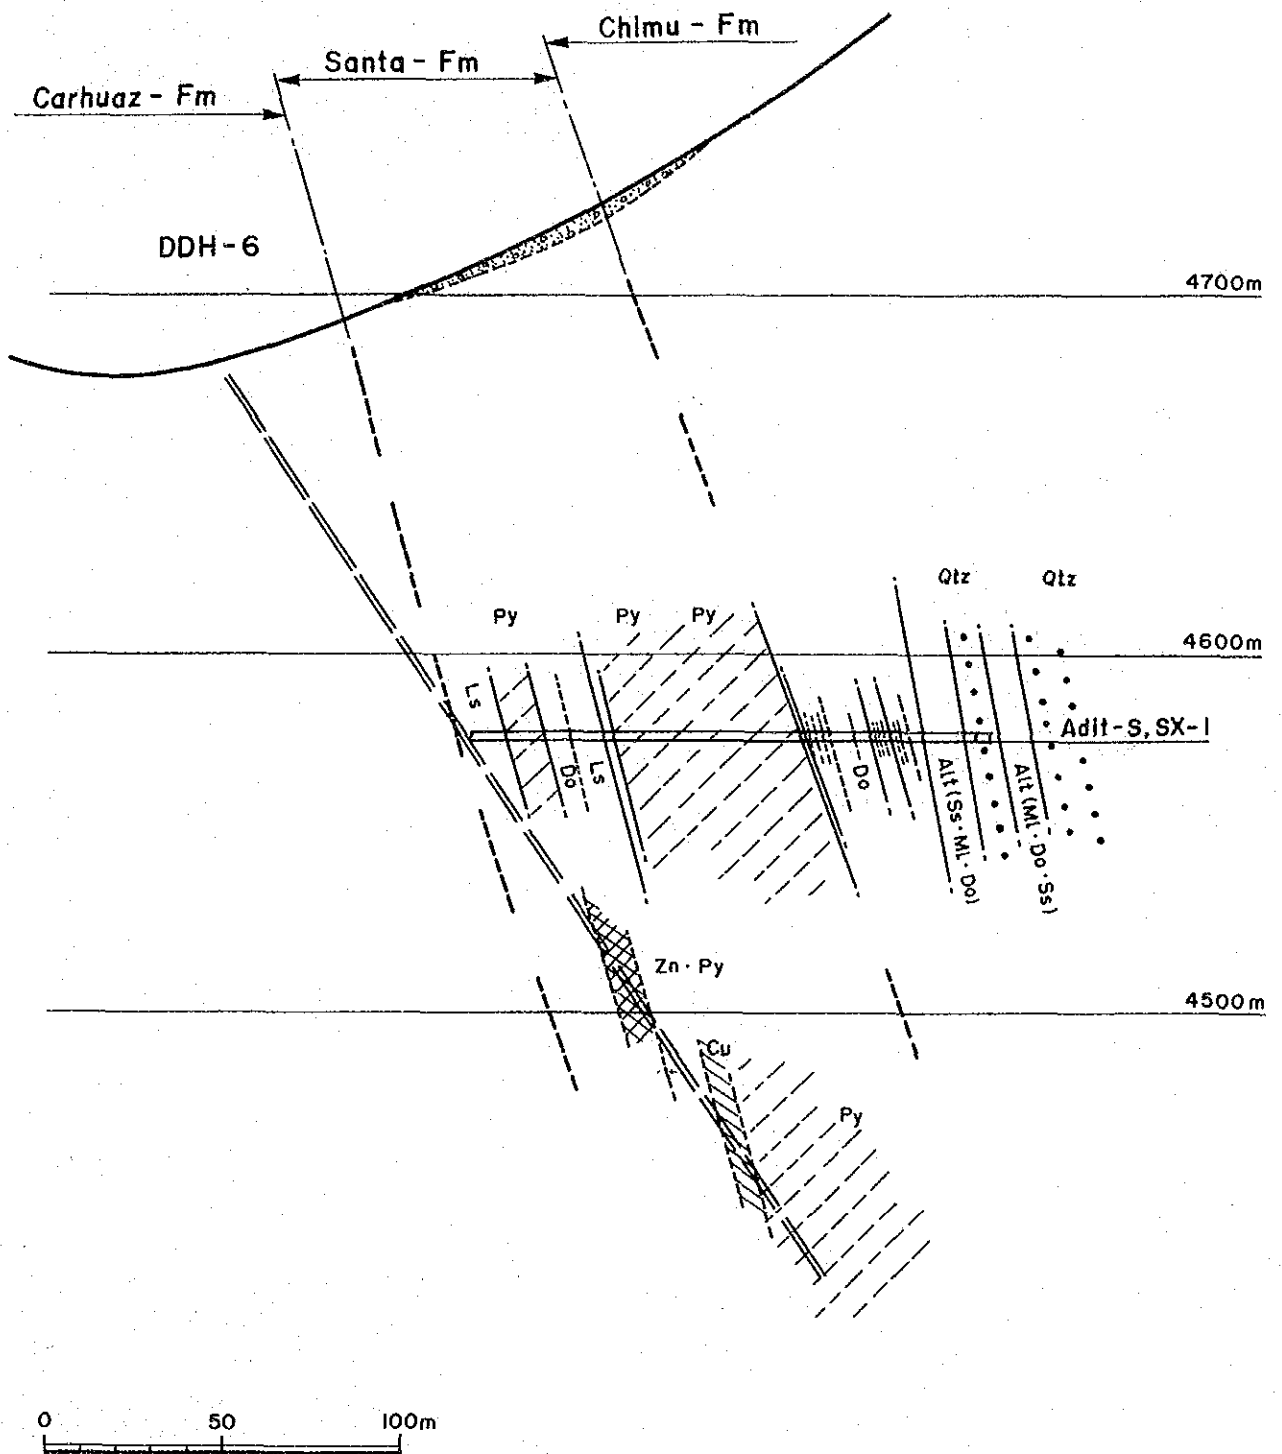 Chimu - Fm
Santa - Fm
Carhuaz - Fm
DDH-6
4700m
Qtz
Qtz
Py
Py
Py
4600m
Ls
Adit-S, SX-1
Do
Ls
Do
Alt (Ss · Ml · Do)
Alt (Ml · Do · Ss)
Zn · Py
4500m
Cu
Py
0 50 100m